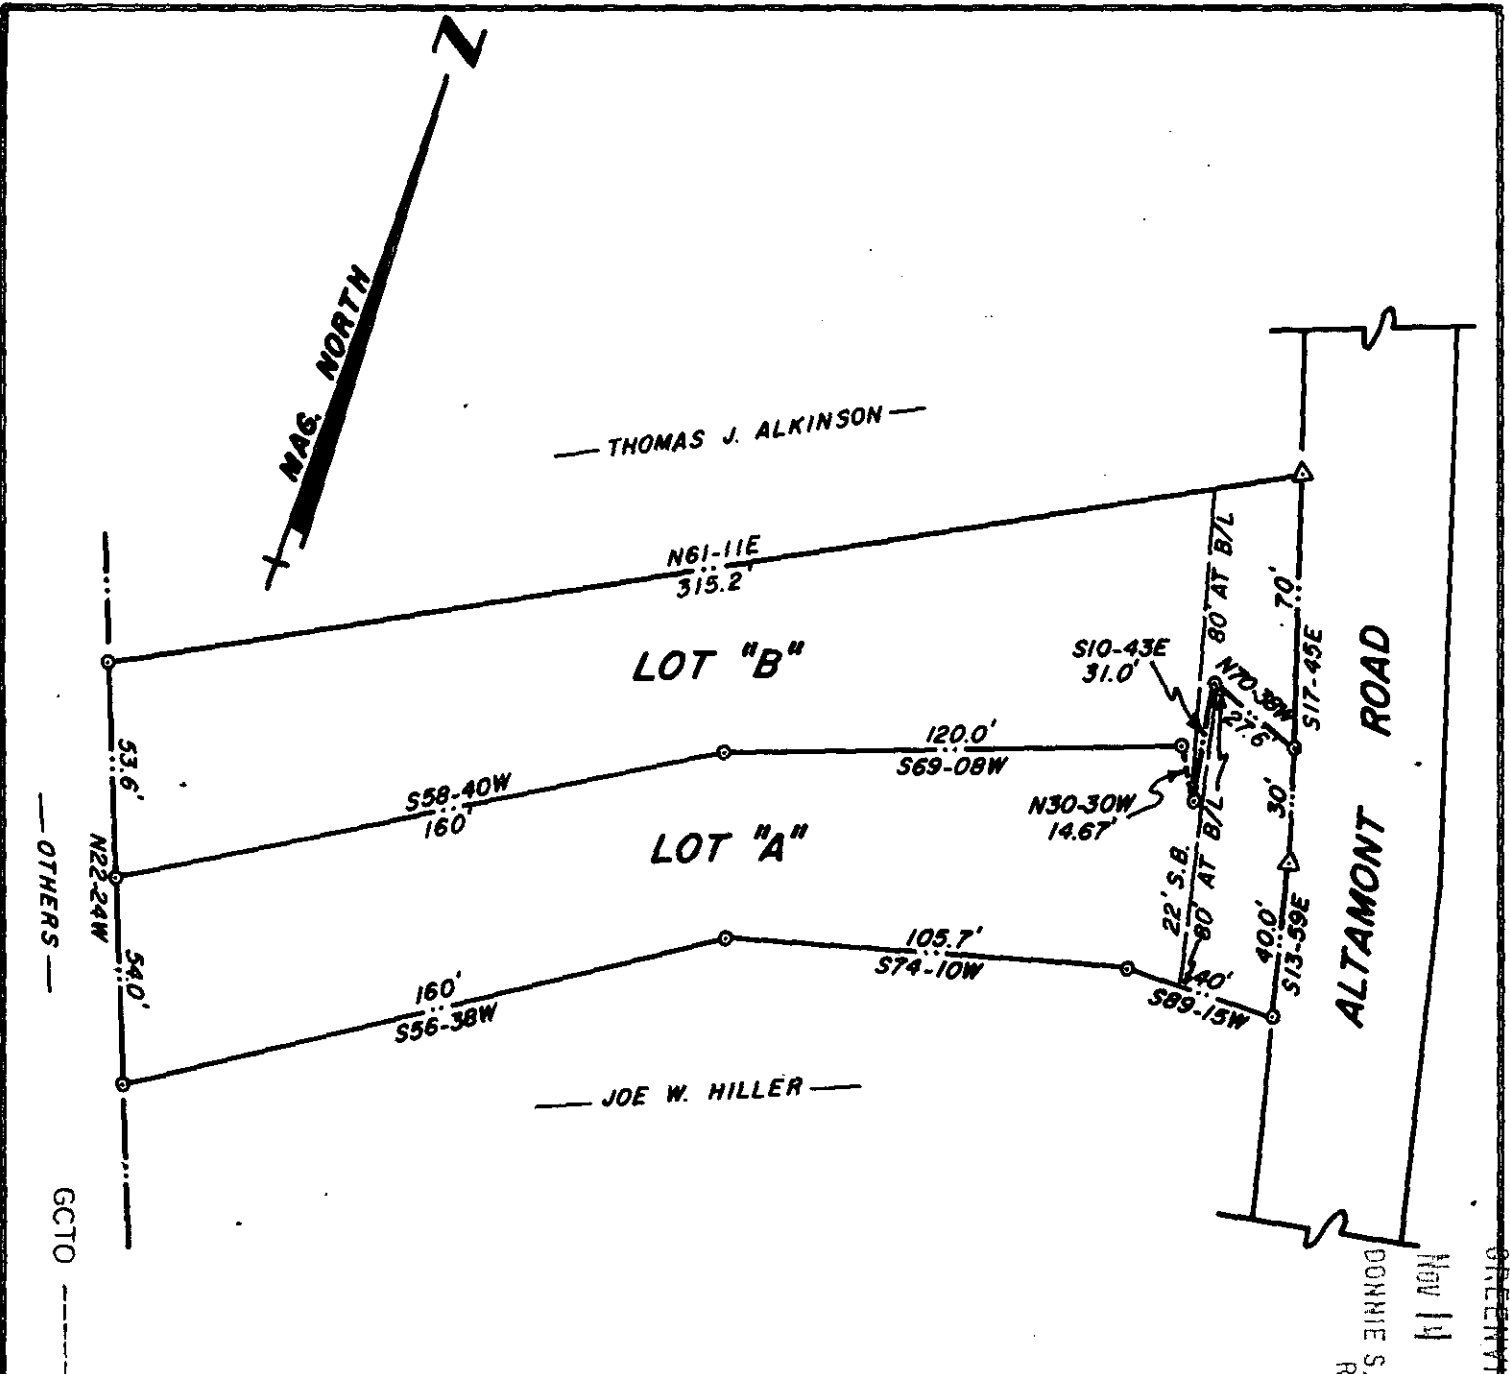 N
MAG. NORTH
THOMAS J. ALKINSON
N61-11E
315.2'
LOT "B"
80' AT B/L
70'
S17-45E
S10-43E
31.0'
N70-38W
27.6'
120.0'
S69-08W
53.6'
S58-40W
160'
N30-30W
14.67'
30'
ALTAMONT ROAD
LOT "A"
22' S.B.
80' AT B/L
OTHERS
N22-24W
54.0'
105.7'
S74-10W
40.0'
S13-59E
40'
S89-15W
160'
S56-38W
JOE W. HILLER
GCTO
Nov 14
DONNIE S.
R